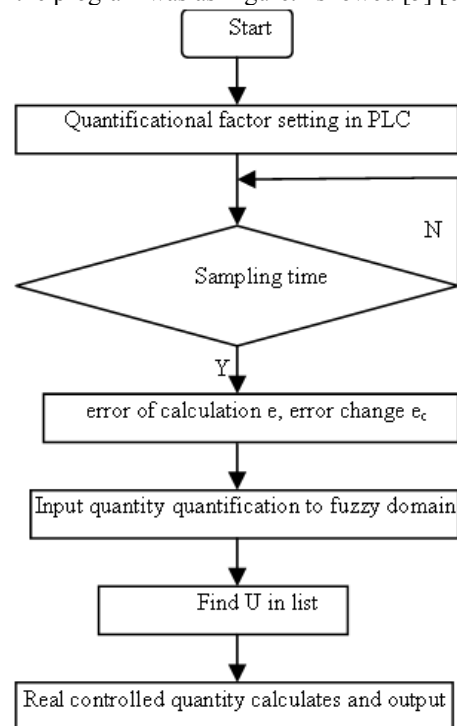 Start
Quantificational factor setting in PLC
N
Sampling time
Y
error of calculation e, error change e_c
Input quantity quantification to fuzzy domain
Find U in list
Real controlled quantity calculates and output